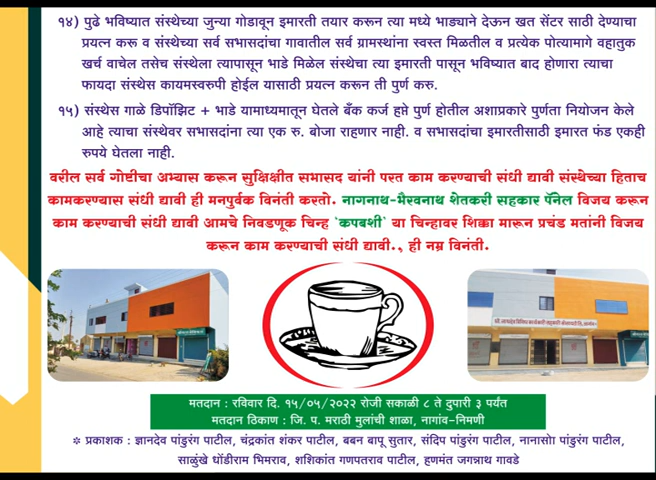 १४) पुढे भविष्यात संस्थेच्या जुन्या गोडावून इमारती तयार करून त्या मध्ये भाड्याने देऊन खत सेंटर साठी देण्याचा
प्रयत्न करू व संस्थेच्या सर्व सभासदांचा गावातील सर्व ग्रामस्थांना स्वस्त मिळतील व प्रत्येक पोत्यामागे वहातुक
खर्च वाचेल तसेच संस्थेला त्यापासून भाडे मिळेल संस्थेचा त्या इमारती पासून भविष्यात बाद होणारा त्याचा
फायदा संस्थेस कायमस्वरुपी होईल यासाठी प्रयत्न करून ती पुर्ण करु.
१५) संस्थेस गाळे डिपॉझिट + भाडे यामाध्यमातून घेतले बँक कर्ज हप्ते पुर्ण होतील अशाप्रकारे पुर्णता नियोजन केले
आहे त्याचा संस्थेवर सभासदांना त्या एक रु. बोजा राहणार नाही. व सभासदांचा इमारतीसाठी इमारत फंड एकही
रुपये घेतला नाही.
वरील सर्व गोष्टीचा अभ्यास करून सुक्षिक्षीत सभासद यांनी परत काम करण्याची संधी द्यावी संस्थेच्या हिताच
कामकरण्यास संधी द्यावी ही मनपुर्वक विनंती करतो. नागनाथ-भैरवनाथ शेतकरी सहकार पॅनेल विजय करून
काम करण्याची संधी द्यावी आमचे निवडणूक चिन्ह 'कपबशी' या चिन्हावर शिक्का मारून प्रचंड मतांनी विजय
करून काम करण्याची संधी द्यावी., ही नम्र विनंती.
मतदान : रविवार दि. १५/०५/२०२२ रोजी सकाळी ८ ते दुपारी ३ पर्यंत
मतदान ठिकाण : जि. प. मराठी मुलांची शाळा, नागांव-निमणी
* प्रकाशक : ज्ञानदेव पांडुरंग पाटील, चंद्रकांत शंकर पाटील, बबन बापू सुतार, संदिप पांडुरंग पाटील, नानासाो पांडुरंग पाटील,
साळुंखे धोंडीराम भिमराव, शशिकांत गणपतराव पाटील, हणमंत जगन्नाथ गावडे